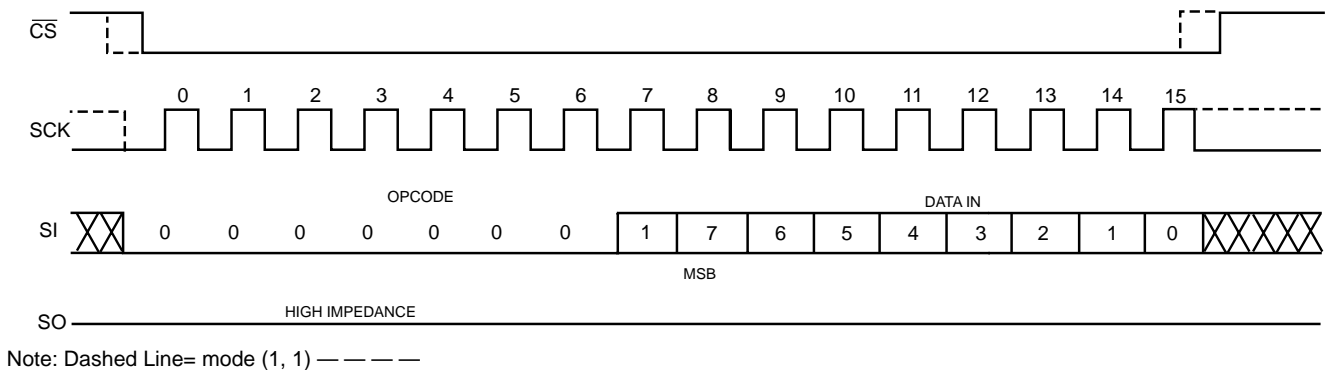 CS
0 1 2 3 4 5 6 7 8 9 10 11 12 13 14 15
SCK
OPCODE
DATA IN
SI 0 0 0 0 0 0 0 1 7 6 5 4 3 2 1 0
MSB
HIGH IMPEDANCE
SO
Note: Dashed Line= mode (1, 1) — — — —